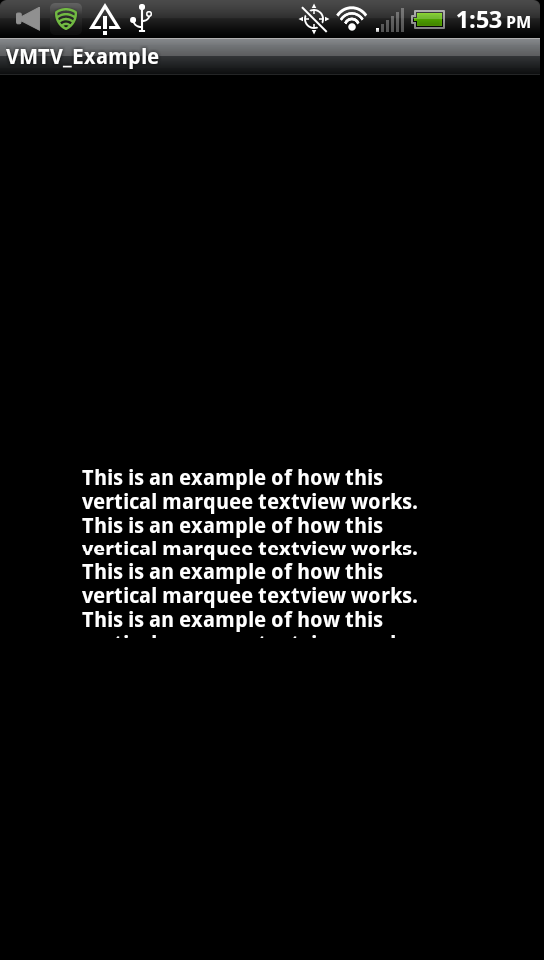 1:53 PM
VMTV_Example
This is an example of how this
vertical marquee textview works.
This is an example of how this
vertical marquee textview works.
This is an example of how this
vertical marquee textview works.
This is an example of how this